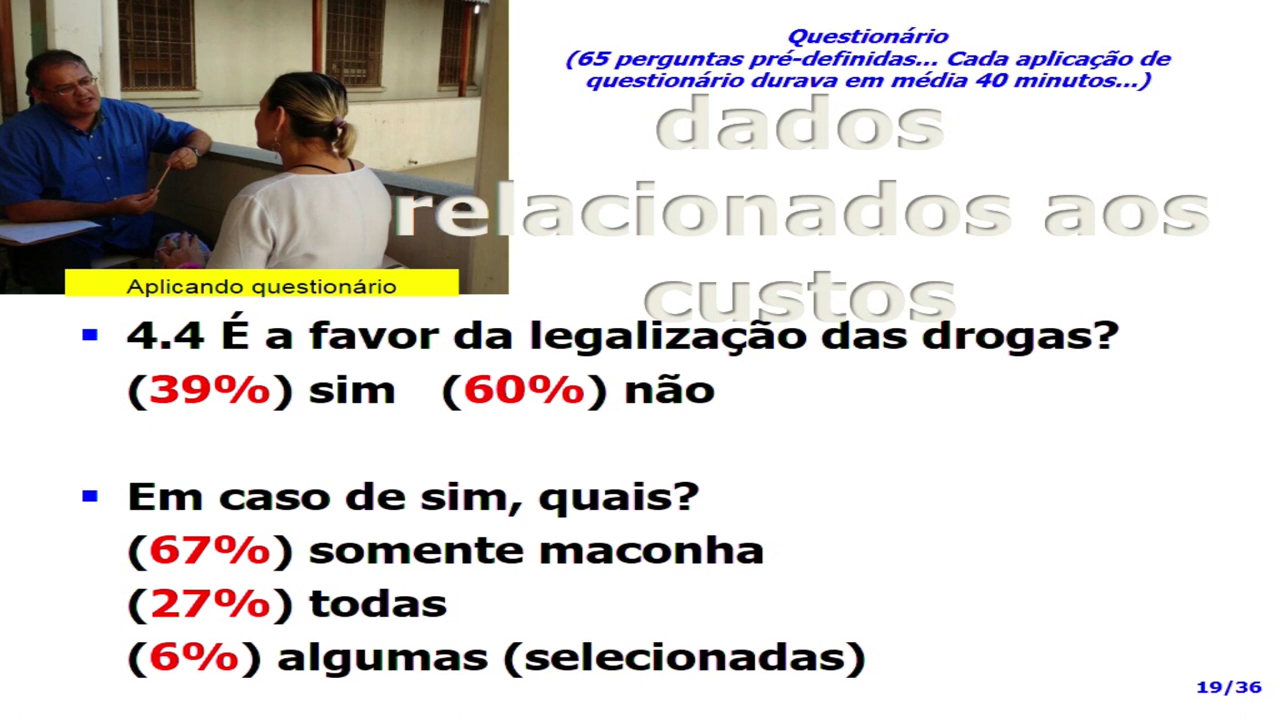 Questionário
(65 perguntas pré-definidas... Cada aplicação de
questionário durava em média 40 minutos...)
dados
relacionados aos
custos
Aplicando questionário
▪ 4.4 É a favor da legalização das drogas?
(39%) sim (60%) não
▪ Em caso de sim, quais?
(67%) somente maconha
(27%) todas
(6%) algumas (selecionadas)
19/36